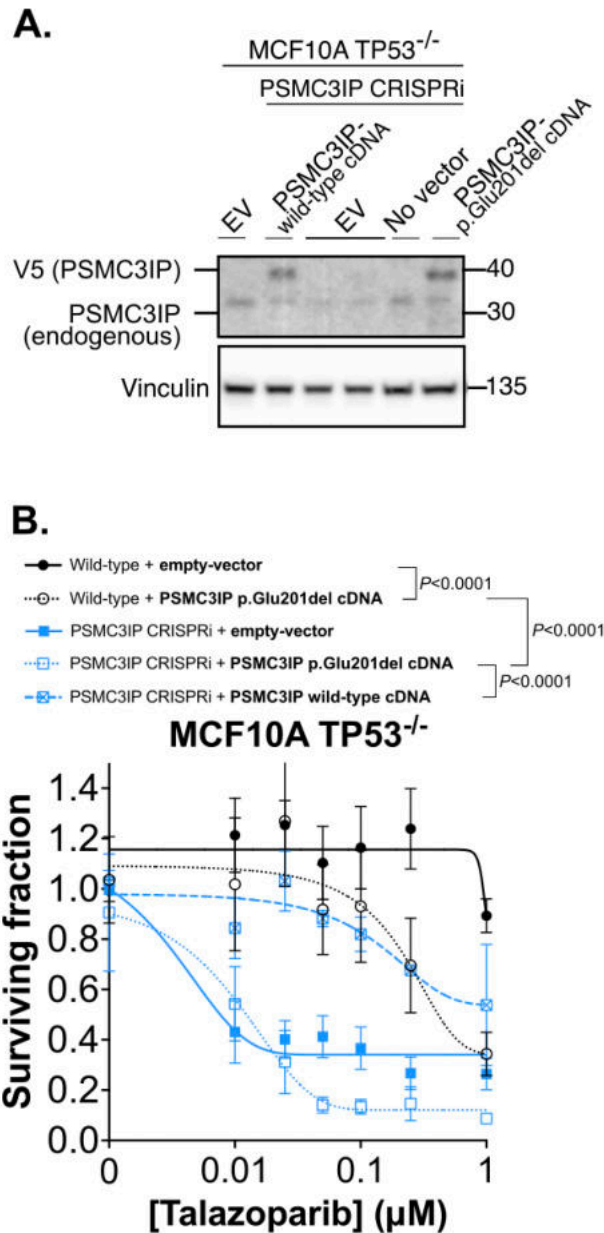 A.
MCF10A TP53-/-
PSMC3IP CRISPRi
EV
PSMC3IP-
wild-type cDNA
EV
No vector
PSMC3IP-
p.Glu201del cDNA
V5 (PSMC3IP)
40
PSMC3IP
(endogenous)
30
Vinculin
135
B.
Wild-type + empty-vector
P<0.0001
Wild-type + PSMC3IP p.Glu201del cDNA
P<0.0001
PSMC3IP CRISPRi + empty-vector
PSMC3IP CRISPRi + PSMC3IP p.Glu201del cDNA
P<0.0001
PSMC3IP CRISPRi + PSMC3IP wild-type cDNA
MCF10A TP53-/-
Surviving fraction
1.4
1.2
1.0
0.8
0.6
0.4
0.2
0.0
0
0.01
0.1
1
[Talazoparib] (μM)